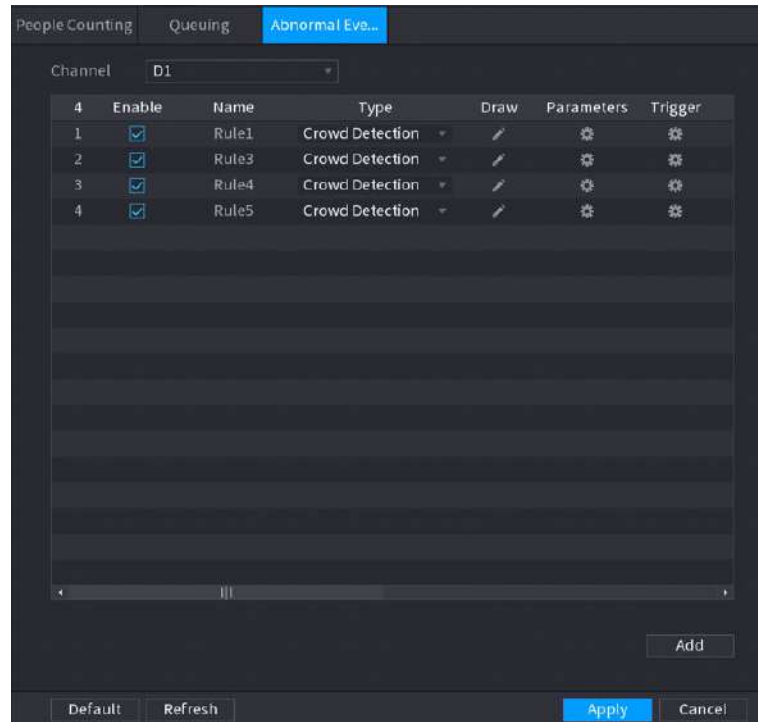 People Counting Queuing Abnormal Eve...
Channel D1
4 Enable Name Type Draw Parameters Trigger
1 Rule1 Crowd Detection
2 Rule3 Crowd Detection
3 Rule4 Crowd Detection
4 Rule5 Crowd Detection
Add
Default Refresh Apply Cancel